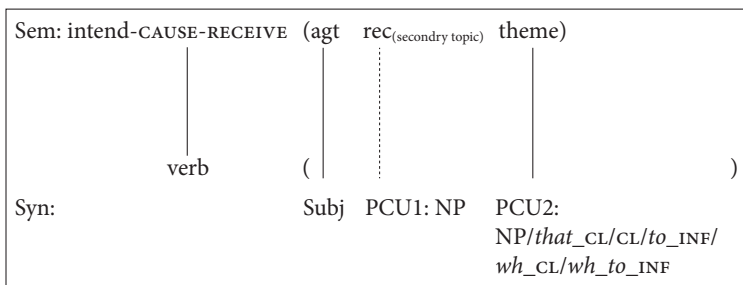 Sem: intend-CAUSE-RECEIVE (agt rec(secondry topic) theme)
verb ( )
Syn: Subj PCU1: NP PCU2:
NP/that_CL/CL/to_INF/
wh_CL/wh_to_INF